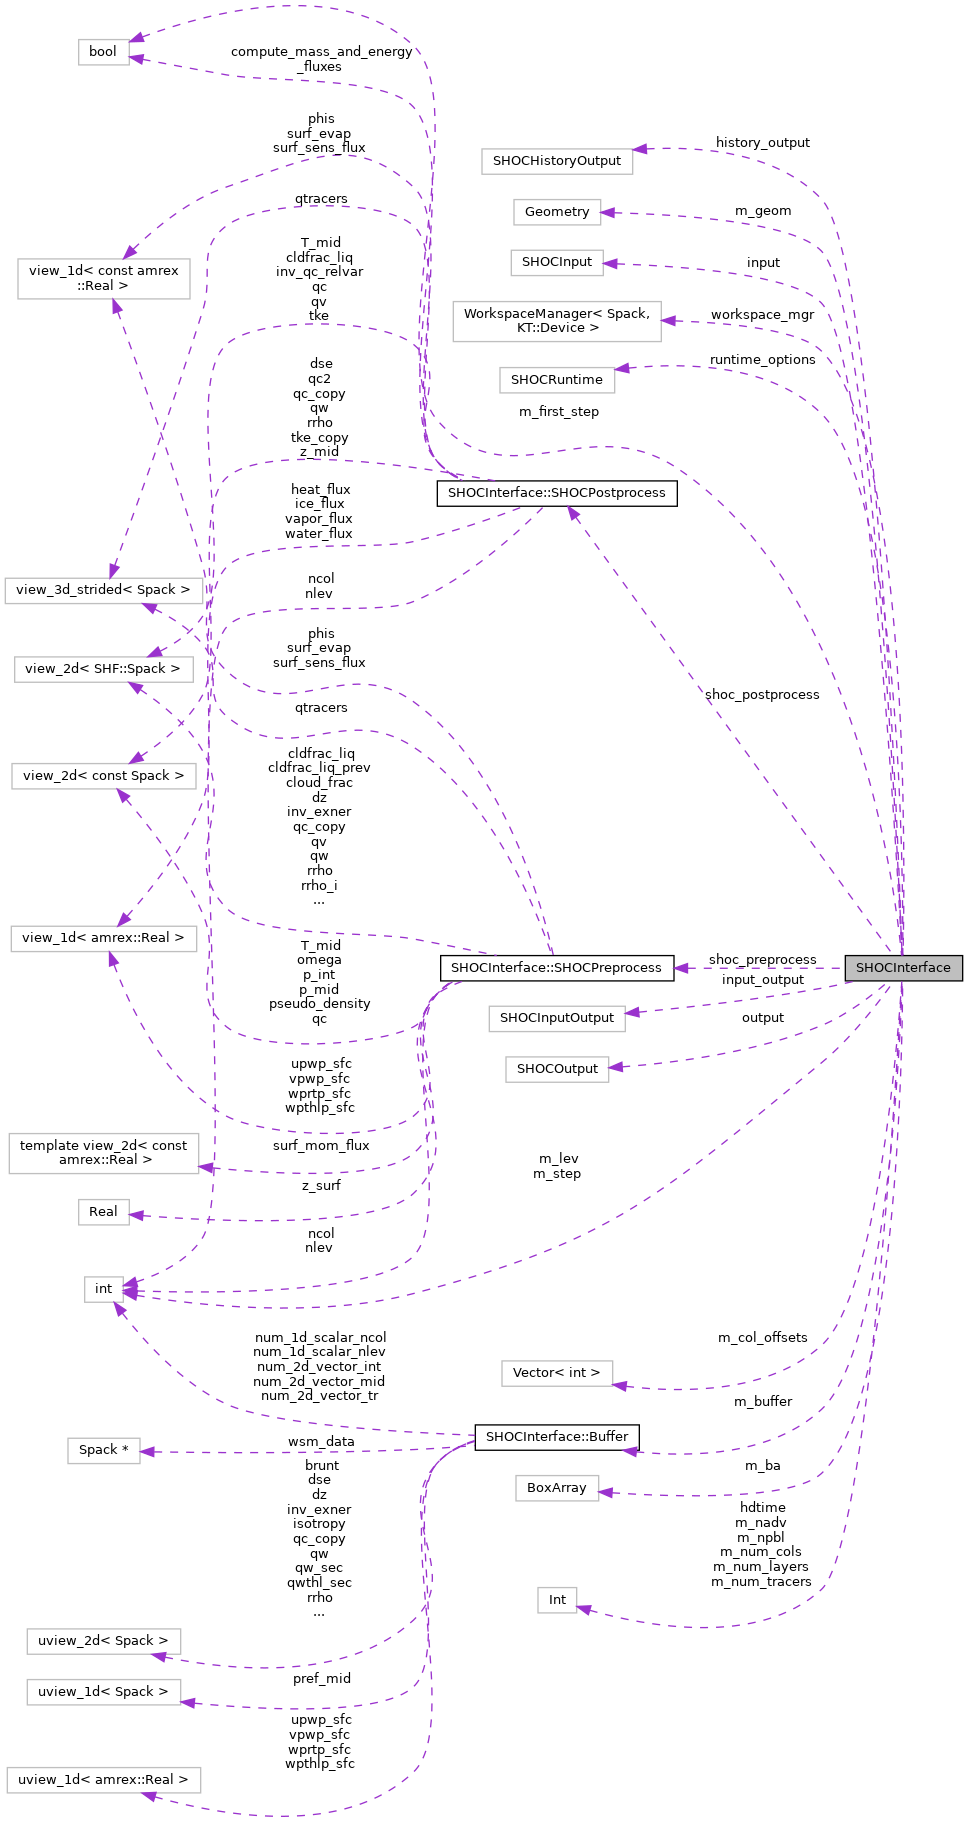 bool
compute_mass_and_energy
_fluxes
phis
surf_evap
surf_sens_flux
history_output
SHOCHistoryOutput
qtracers
m_geom
Geometry
T_mid
cldfrac_liq
inv_qc_relvar
qc
qv
tke
view_1d< const amrex
::Real >
input
SHOCInput
WorkspaceManager< Spack,
KT::Device >
workspace_mgr
runtime_options
SHOCRuntime
dse
qc2
qc_copy
qw
rrho
tke_copy
z_mid
m_first_step
SHOCInterface::SHOCPostprocess
heat_flux
ice_flux
vapor_flux
water_flux
view_3d_strided< Spack >
ncol
nlev
view_2d< SHF::Spack >
phis
surf_evap
surf_sens_flux
shoc_postprocess
qtracers
view_2d< const Spack >
cldfrac_liq
cldfrac_liq_prev
cloud_frac
dz
inv_exner
qc_copy
qv
qw
rrho
rrho_i
...
view_1d< amrex::Real >
T_mid
omega
p_int
p_mid
pseudo_density
qc
SHOCInterface::SHOCPreprocess
shoc_preprocess
SHOCInterface
input_output
SHOCInputOutput
output
SHOCOutput
upwp_sfc
vpwp_sfc
wprtp_sfc
wpthlp_sfc
template view_2d< const
amrex::Real >
surf_mom_flux
m_lev
m_step
z_surf
Real
ncol
nlev
int
num_1d_scalar_ncol
num_1d_scalar_nlev
num_2d_vector_int
num_2d_vector_mid
num_2d_vector_tr
m_col_offsets
Vector< int >
m_buffer
SHOCInterface::Buffer
wsm_data
Spack *
m_ba
BoxArray
brunt
dse
dz
inv_exner
isotropy
qc_copy
qw
qw_sec
qwthl_sec
rrho
...
hdtime
m_nadv
m_npbl
m_num_cols
m_num_layers
m_num_tracers
Int
uview_2d< Spack >
pref_mid
uview_1d< Spack >
upwp_sfc
vpwp_sfc
wprtp_sfc
wpthlp_sfc
uview_1d< amrex::Real >